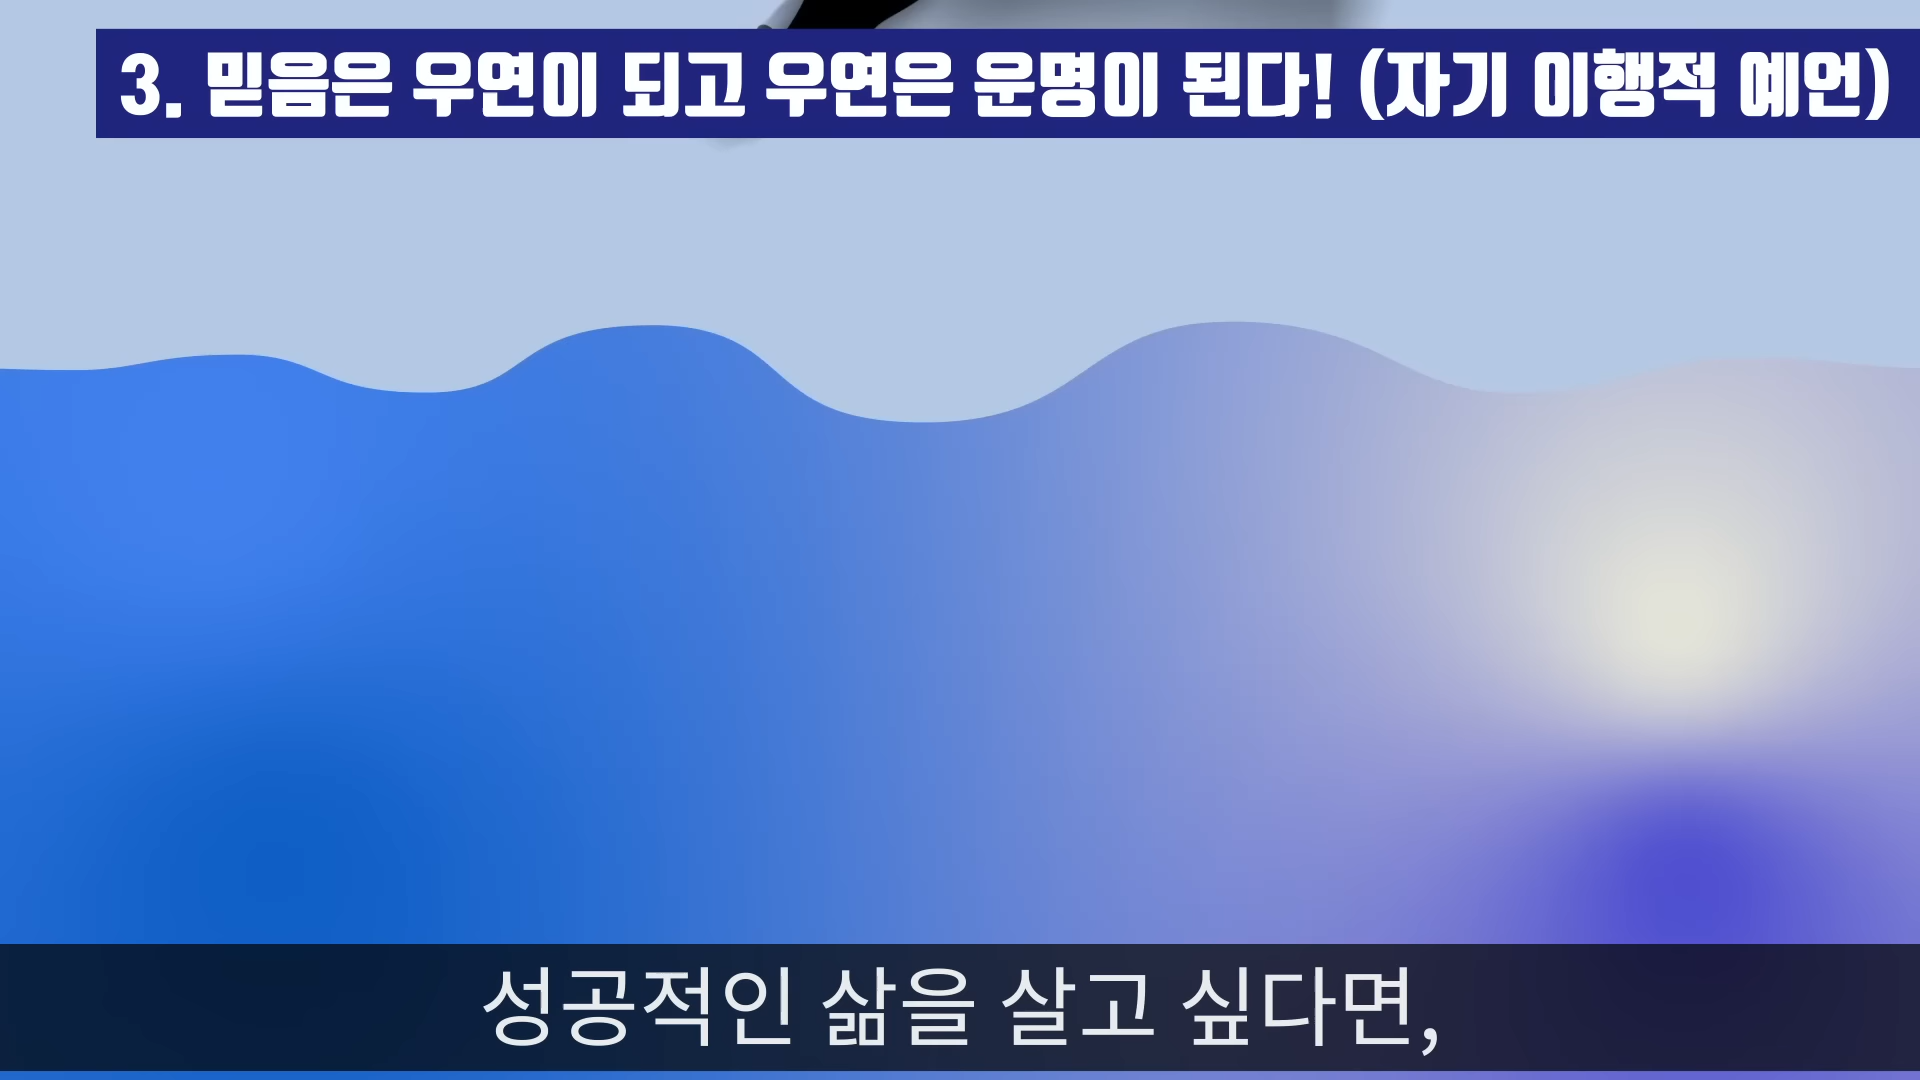 3. 믿음은 우연이 되고 우연은 운명이 된다! (자기 이행적 예언)
성공적인 삶을 살고 싶다면,